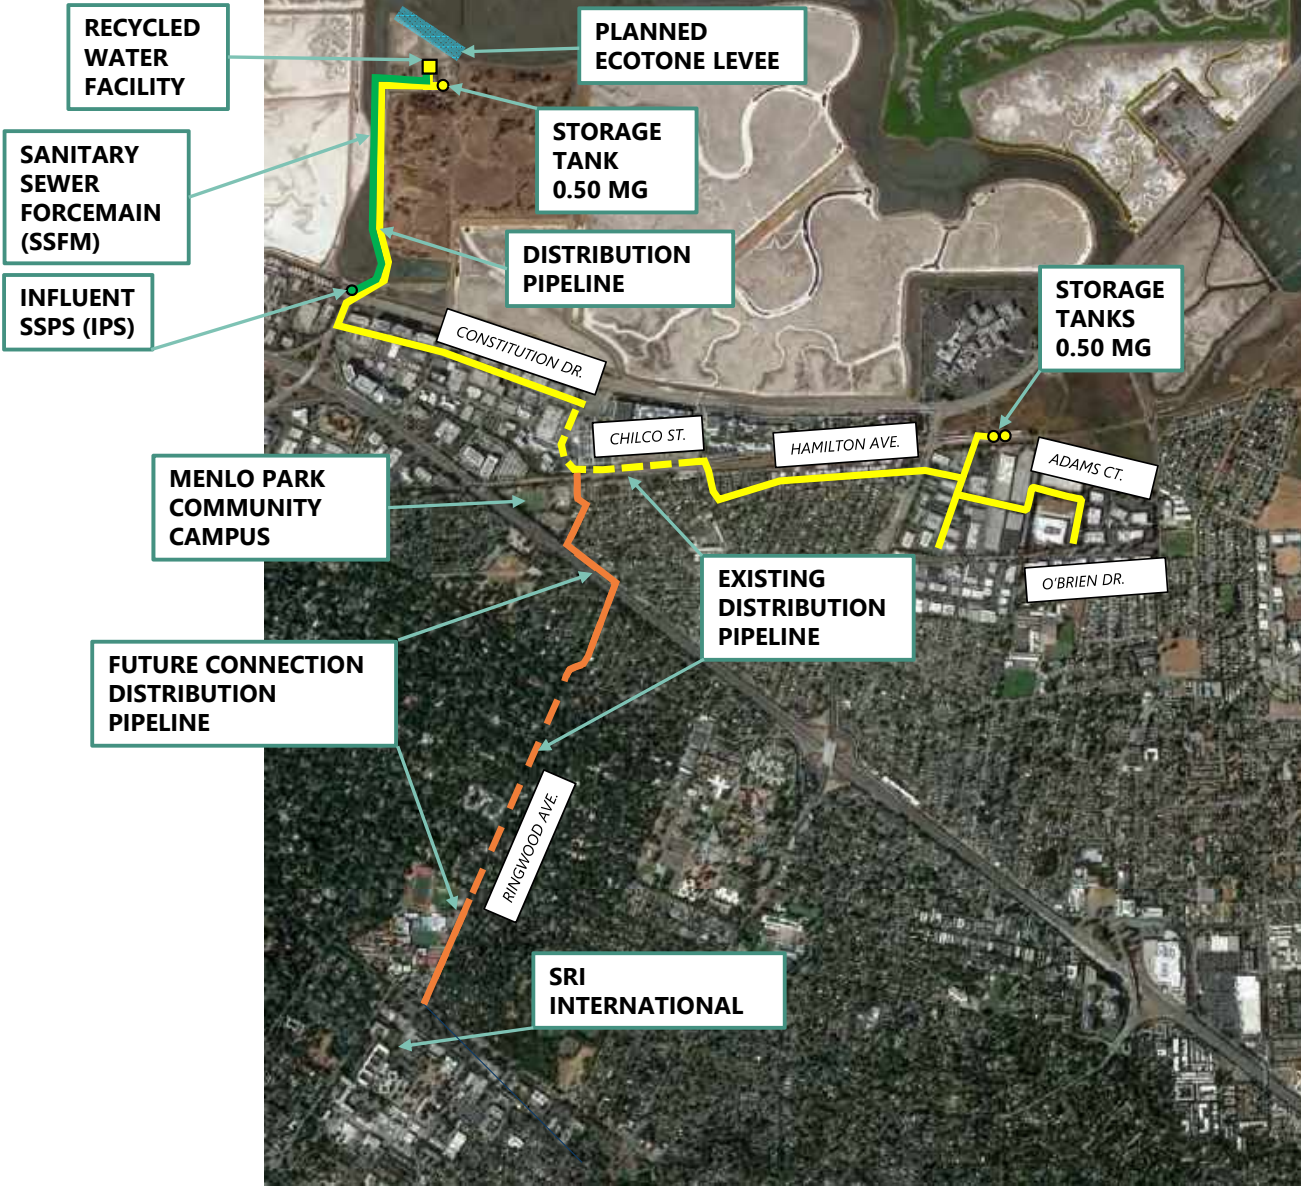 RECYCLED
WATER
FACILITY
PLANNED
ECOTONE LEVEE
STORAGE
TANK
0.50 MG
SANITARY
SEWER
FORCEMAIN
(SSFM)
DISTRIBUTION
PIPELINE
INFLUENT
SSPS (IPS)
STORAGE
TANKS
0.50 MG
CONSTITUTION DR.
CHILCO ST.
HAMILTON AVE.
ADAMS CT.
MENLO PARK
COMMUNITY
CAMPUS
O'BRIEN DR.
EXISTING
DISTRIBUTION
PIPELINE
FUTURE CONNECTION
DISTRIBUTION
PIPELINE
RINGWOOD AVE.
SRI
INTERNATIONAL